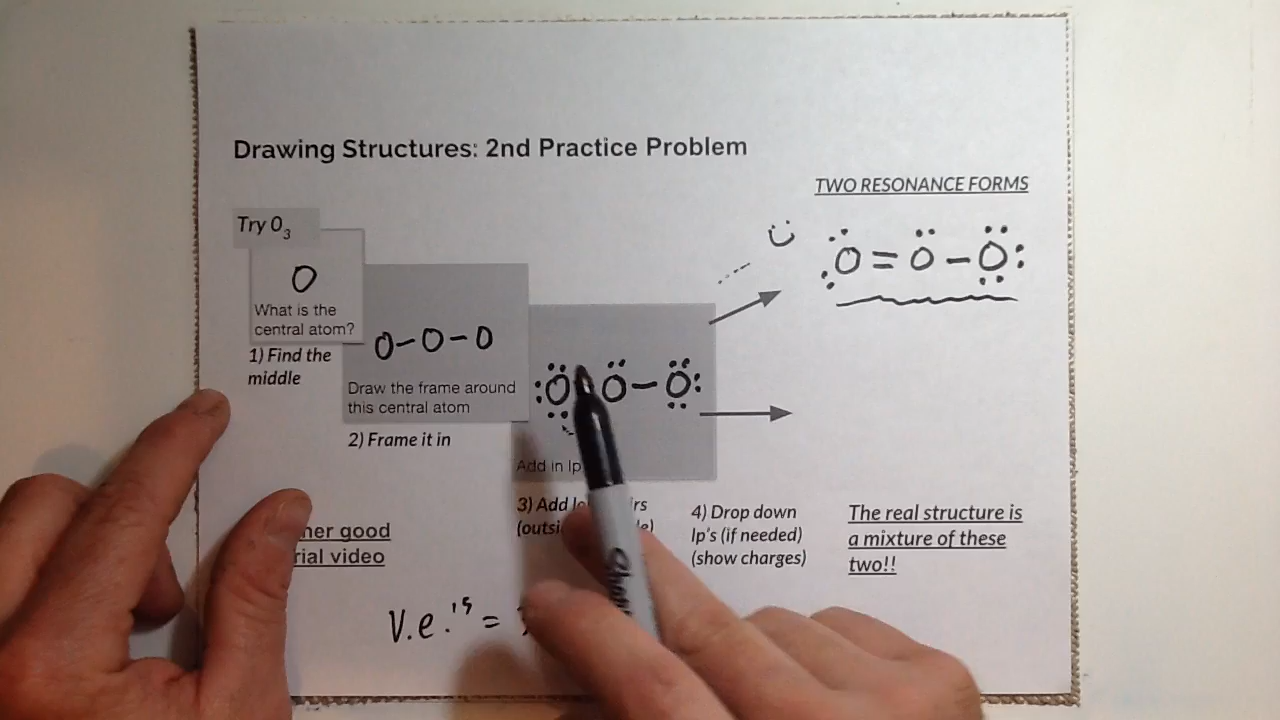 Drawing Structures: 2nd Practice Problem
TWO RESONANCE FORMS
Try O₃
O
What is the
central atom?
1) Find the
middle
O-O-O
Draw the frame around
this central atom
2) Frame it in
:Ö Ö-Ö:
Add in lp
3) Add
4) Drop down
lp's (if needed)
(show charges)
Ö=Ö-Ö:
The real structure is
a mixture of these
two!!
good
video
V.e.'s =